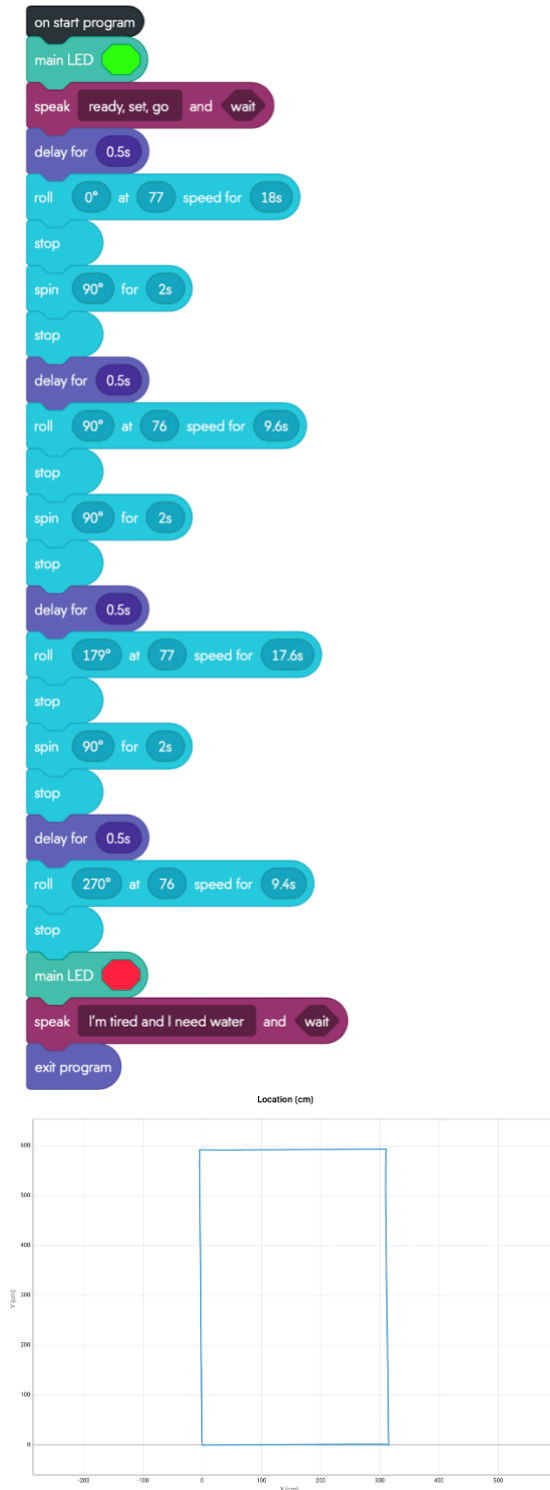 on start program
main LED
speak ready, set, go and wait
delay for 0.5s
roll 0° at 77 speed for 18s
stop
spin 90° for 2s
stop
delay for 0.5s
roll 90° at 76 speed for 9.6s
stop
spin 90° for 2s
stop
delay for 0.5s
roll 179° at 77 speed for 17.6s
stop
spin 90° for 2s
stop
delay for 0.5s
roll 270° at 76 speed for 9.4s
stop
main LED
speak I'm tired and I need water and wait
exit program
Location (cm)
600
500
400
300
200
100
0
Y (cm)
-200 -100 0 100 200 300 400 500
X (cm)